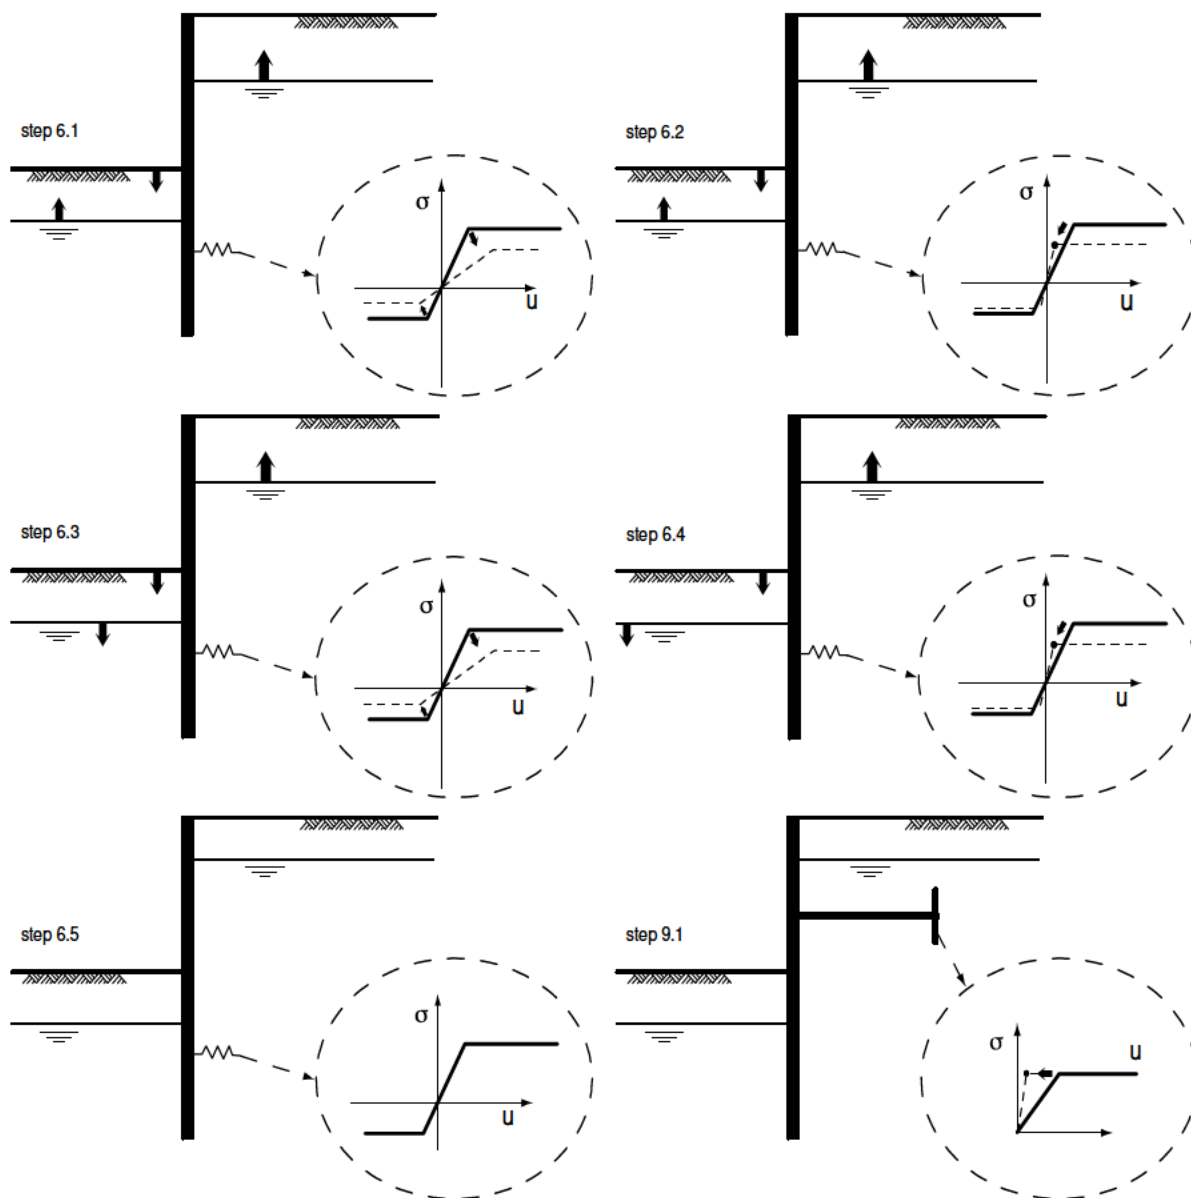 step 6.1
σ
u
step 6.2
σ
u
step 6.3
σ
u
step 6.4
σ
u
step 6.5
σ
u
step 9.1
σ
u